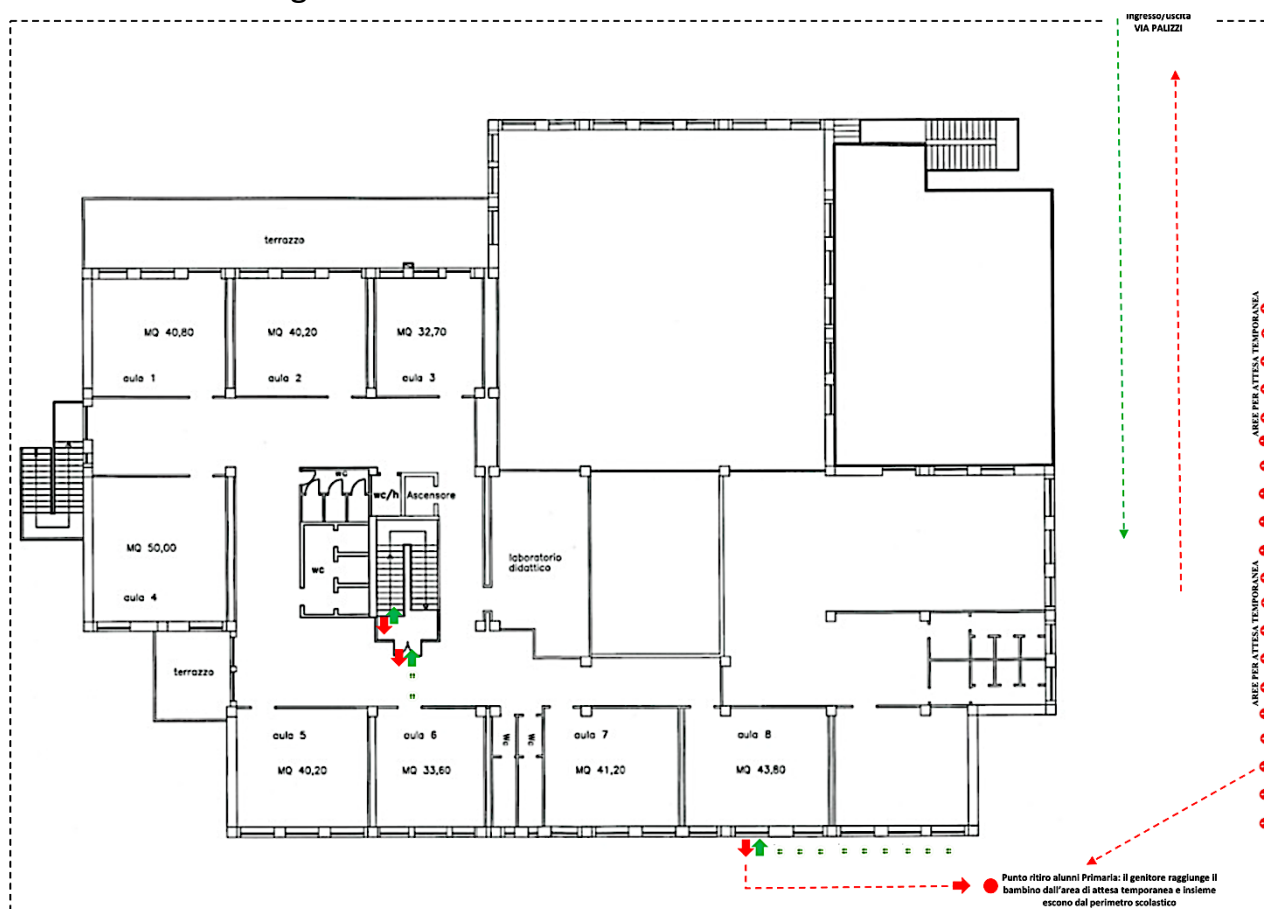 Ingresso/uscita
VIA PALIZZI
terrazzo
MQ 40,80
MQ 40,20
MQ 32,70
aula 1
aula 2
aula 3
AREE PER ATTESA TEMPORANEA
wc
wc/h
Ascensore
MQ 50,00
aula 4
wc
laboratorio
didattico
AREE PER ATTESA TEMPORANEA
terrazzo
aula 5
aula 6
wc
wc
aula 7
aula 8
MQ 40,20
MQ 33,60
MQ 41,20
MQ 43,80
Punto ritiro alunni Primaria: il genitore raggiunge il
bambino dall'area di attesa temporanea e insieme
escono dal perimetro scolastico